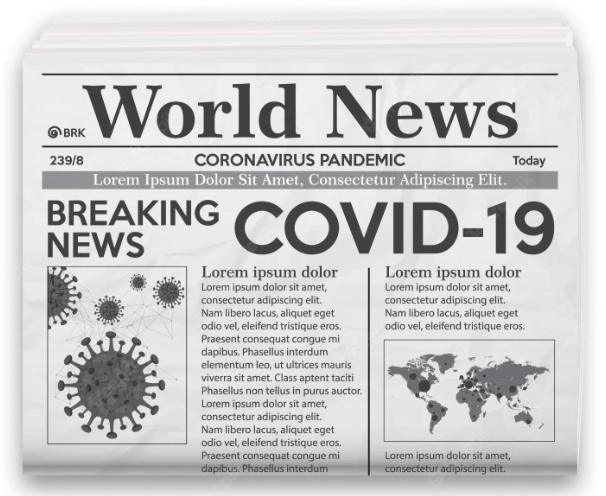 World News
@BRK
239/8 CORONAVIRUS PANDEMIC Today
Lorem Ipsum Dolor Sit Amet, Consectetur Adipiscing Elit.
BREAKING
NEWS
COVID-19
Lorem ipsum dolor
Lorem ipsum dolor sit amet,
consectetur adipiscing elit.
Nam libero lacus, aliquet eget
odio vel, eleifend tristique eros.
Praesent consequat congue mi
dapibus. Phasellus interdum
elementum leo, ut ultricies mauris
viverra sit amet. Class aptent taciti
Phasellus non tellus in purus auctor.
Lorem ipsum dolor sit amet,
consectetur adipiscing elit.
Nam libero lacus, aliquet eget
odio vel, eleifend tristique eros.
Praesent consequat congue mi
dapibus. Phasellus interdum
Lorem ipsum dolor
Lorem ipsum dolor sit amet,
consectetur adipiscing elit.
Nam libero lacus, aliquet eget
odio vel, eleifend tristique eros.
Lorem ipsum dolor sit amet,
consectetur adipiscing elit.